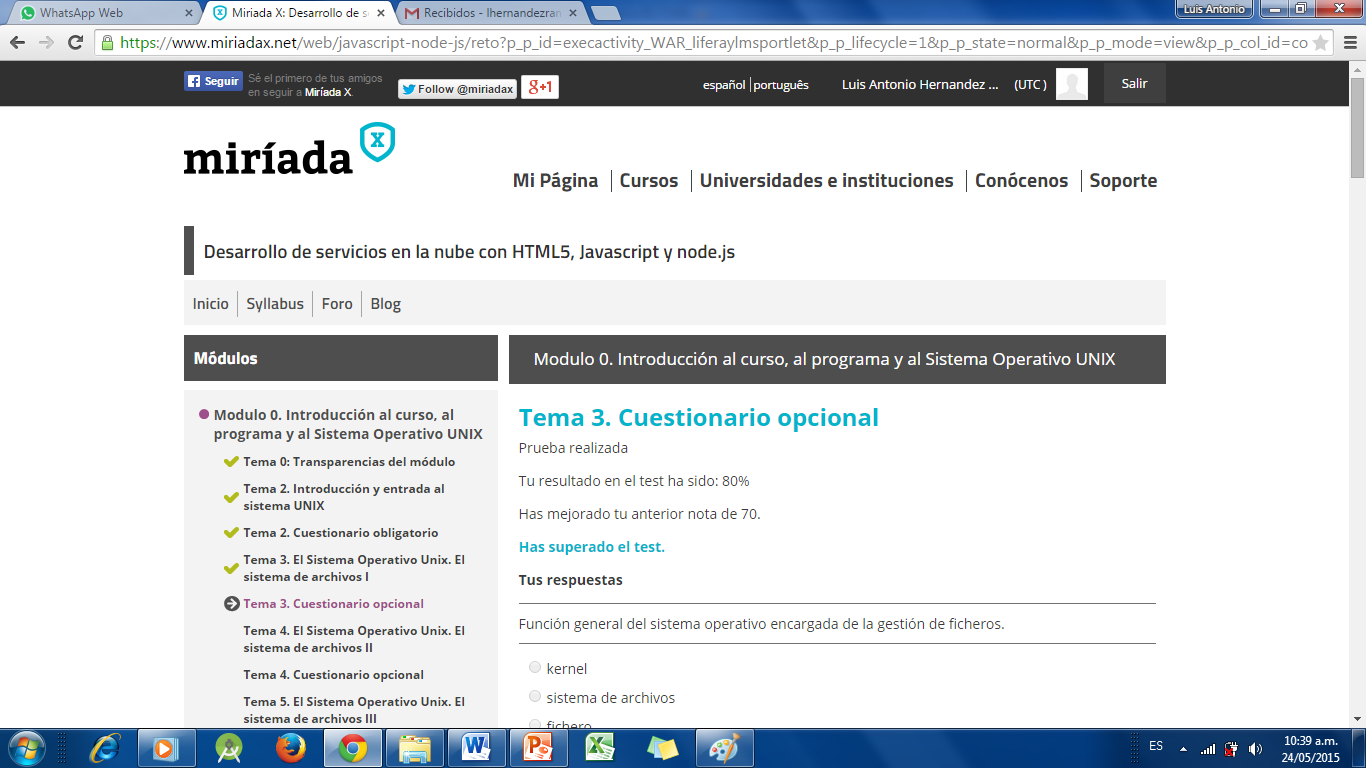 WhatsApp Web
Miriada X: Desarrollo de s
Recibidos - lhernandezran
Luis Antonio
https://www.miriadax.net/web/javascript-node-js/reto?p_p_id=execactivity_WAR_liferaylmsportlet&p_p_lifecycle=1&p_p_state=normal&p_p_mode=view&p_p_col_id=co
Seguir
Sé el primero de tus amigos
en seguir a Miríada X.
Follow @miriadax
g+1
español
português
Luis Antonio Hernandez ...
(UTC )
Salir
miríada x
Mi Página
Cursos
Universidades e instituciones
Conócenos
Soporte
Desarrollo de servicios en la nube con HTML5, Javascript y node.js
Inicio
Syllabus
Foro
Blog
Módulos
Modulo 0. Introducción al curso, al
programa y al Sistema Operativo UNIX
Tema 0: Transparencias del módulo
Tema 2. Introducción y entrada al
sistema UNIX
Tema 2. Cuestionario obligatorio
Tema 3. El Sistema Operativo Unix. El
sistema de archivos I
Tema 3. Cuestionario opcional
Tema 4. El Sistema Operativo Unix. El
sistema de archivos II
Tema 4. Cuestionario opcional
Tema 5. El Sistema Operativo Unix. El
sistema de archivos III
Modulo 0. Introducción al curso, al programa y al Sistema Operativo UNIX
Tema 3. Cuestionario opcional
Prueba realizada
Tu resultado en el test ha sido: 80%
Has mejorado tu anterior nota de 70.
Has superado el test.
Tus respuestas
Función general del sistema operativo encargada de la gestión de ficheros.
kernel
sistema de archivos
fichero
ES
10:39 a.m.
24/05/2015